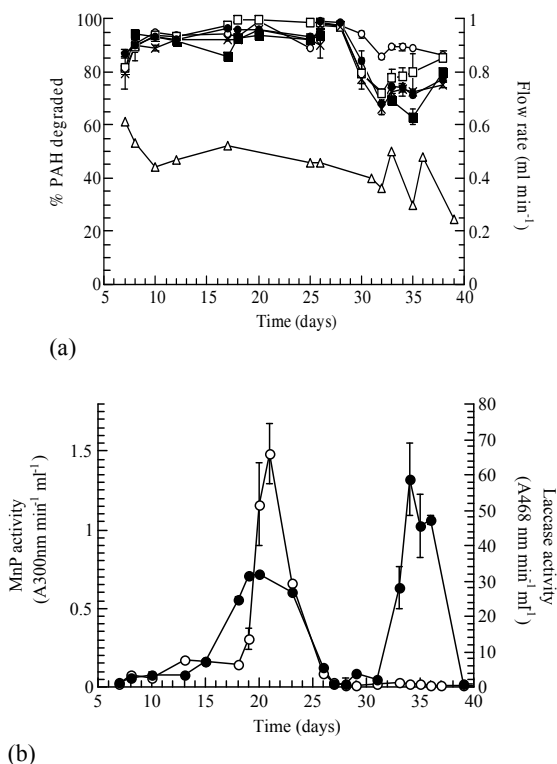 100
80
60
40
20
0
% PAH degraded
1
0.8
0.6
0.4
0.2
0
Flow rate (ml min-1)
5 10 15 20 25 30 35 40
Time (days)
(a)
1.5
1
0.5
0
MnP activity
(A300nm min-1 ml-1)
80
70
60
50
40
30
20
10
0
Laccase activity
(A468 nm min-1ml-1)
5 10 15 20 25 30 35 40
Time (days)
(b)